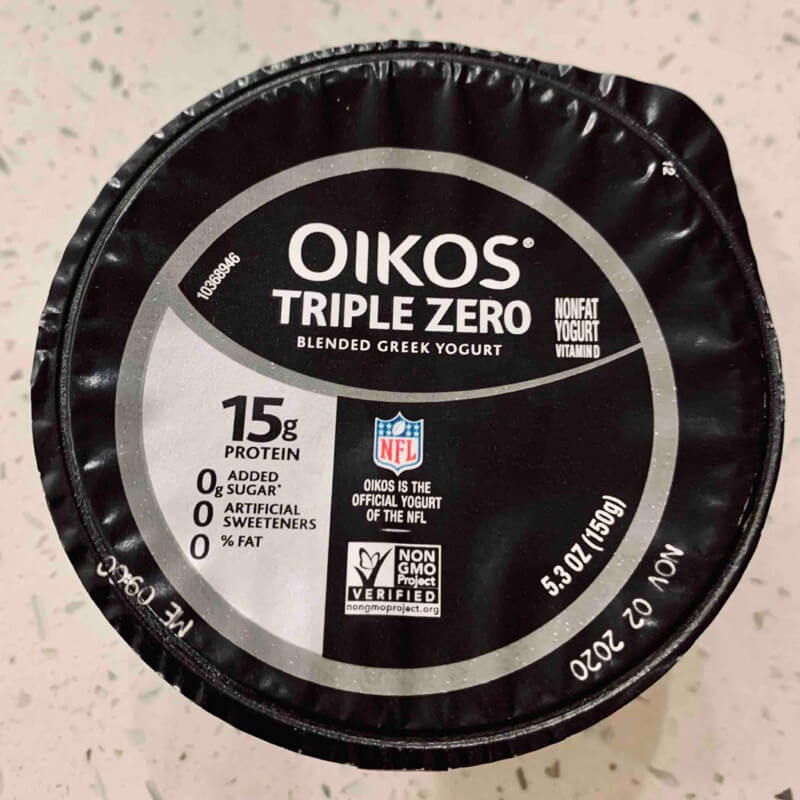 OIKOS®
TRIPLE ZERO
BLENDED GREEK YOGURT
NONFAT
YOGURT
VITAMIN D
10368946
12
15g
PROTEIN
0g ADDED
SUGAR*
0 ARTIFICIAL
SWEETENERS
0 % FAT
NFL
OIKOS IS THE
OFFICIAL YOGURT
OF THE NFL
NON
GMO
Project
VERIFIED
nongmoproject.org
5.3 OZ (150g)
NOV 02 2020
ME